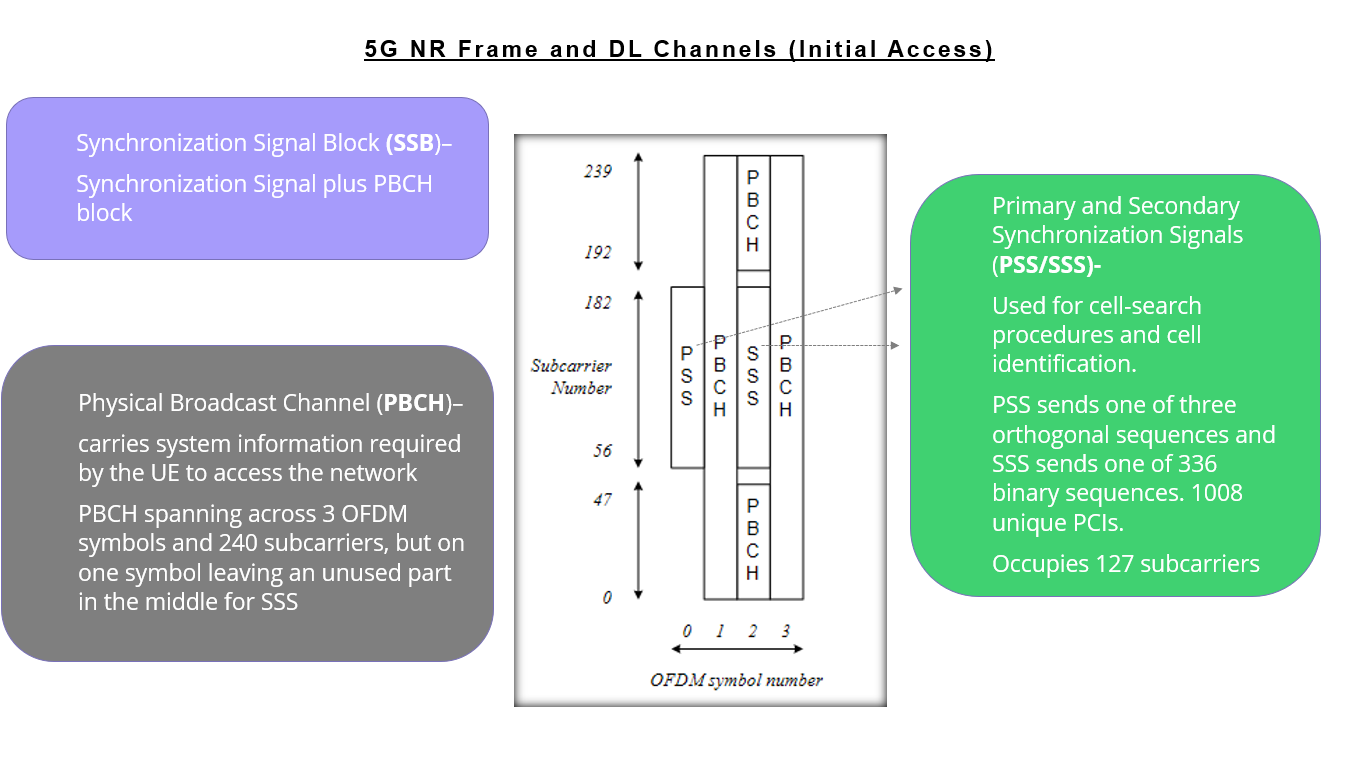 5G NR Frame and DL Channels (Initial Access)
Synchronization Signal Block (SSB)–
Synchronization Signal plus PBCH
block
Physical Broadcast Channel (PBCH)–
carries system information required
by the UE to access the network
PBCH spanning across 3 OFDM
symbols and 240 subcarriers, but on
one symbol leaving an unused part
in the middle for SSS
239
192
182
Subcarrier
Number
56
47
0
PBCH
PSS
PBCH
SSS
PBCH
PBCH
0 1 2 3
OFDM symbol number
Primary and Secondary
Synchronization Signals
(PSS/SSS)-
Used for cell-search
procedures and cell
identification.
PSS sends one of three
orthogonal sequences and
SSS sends one of 336
binary sequences. 1008
unique PCIs.
Occupies 127 subcarriers